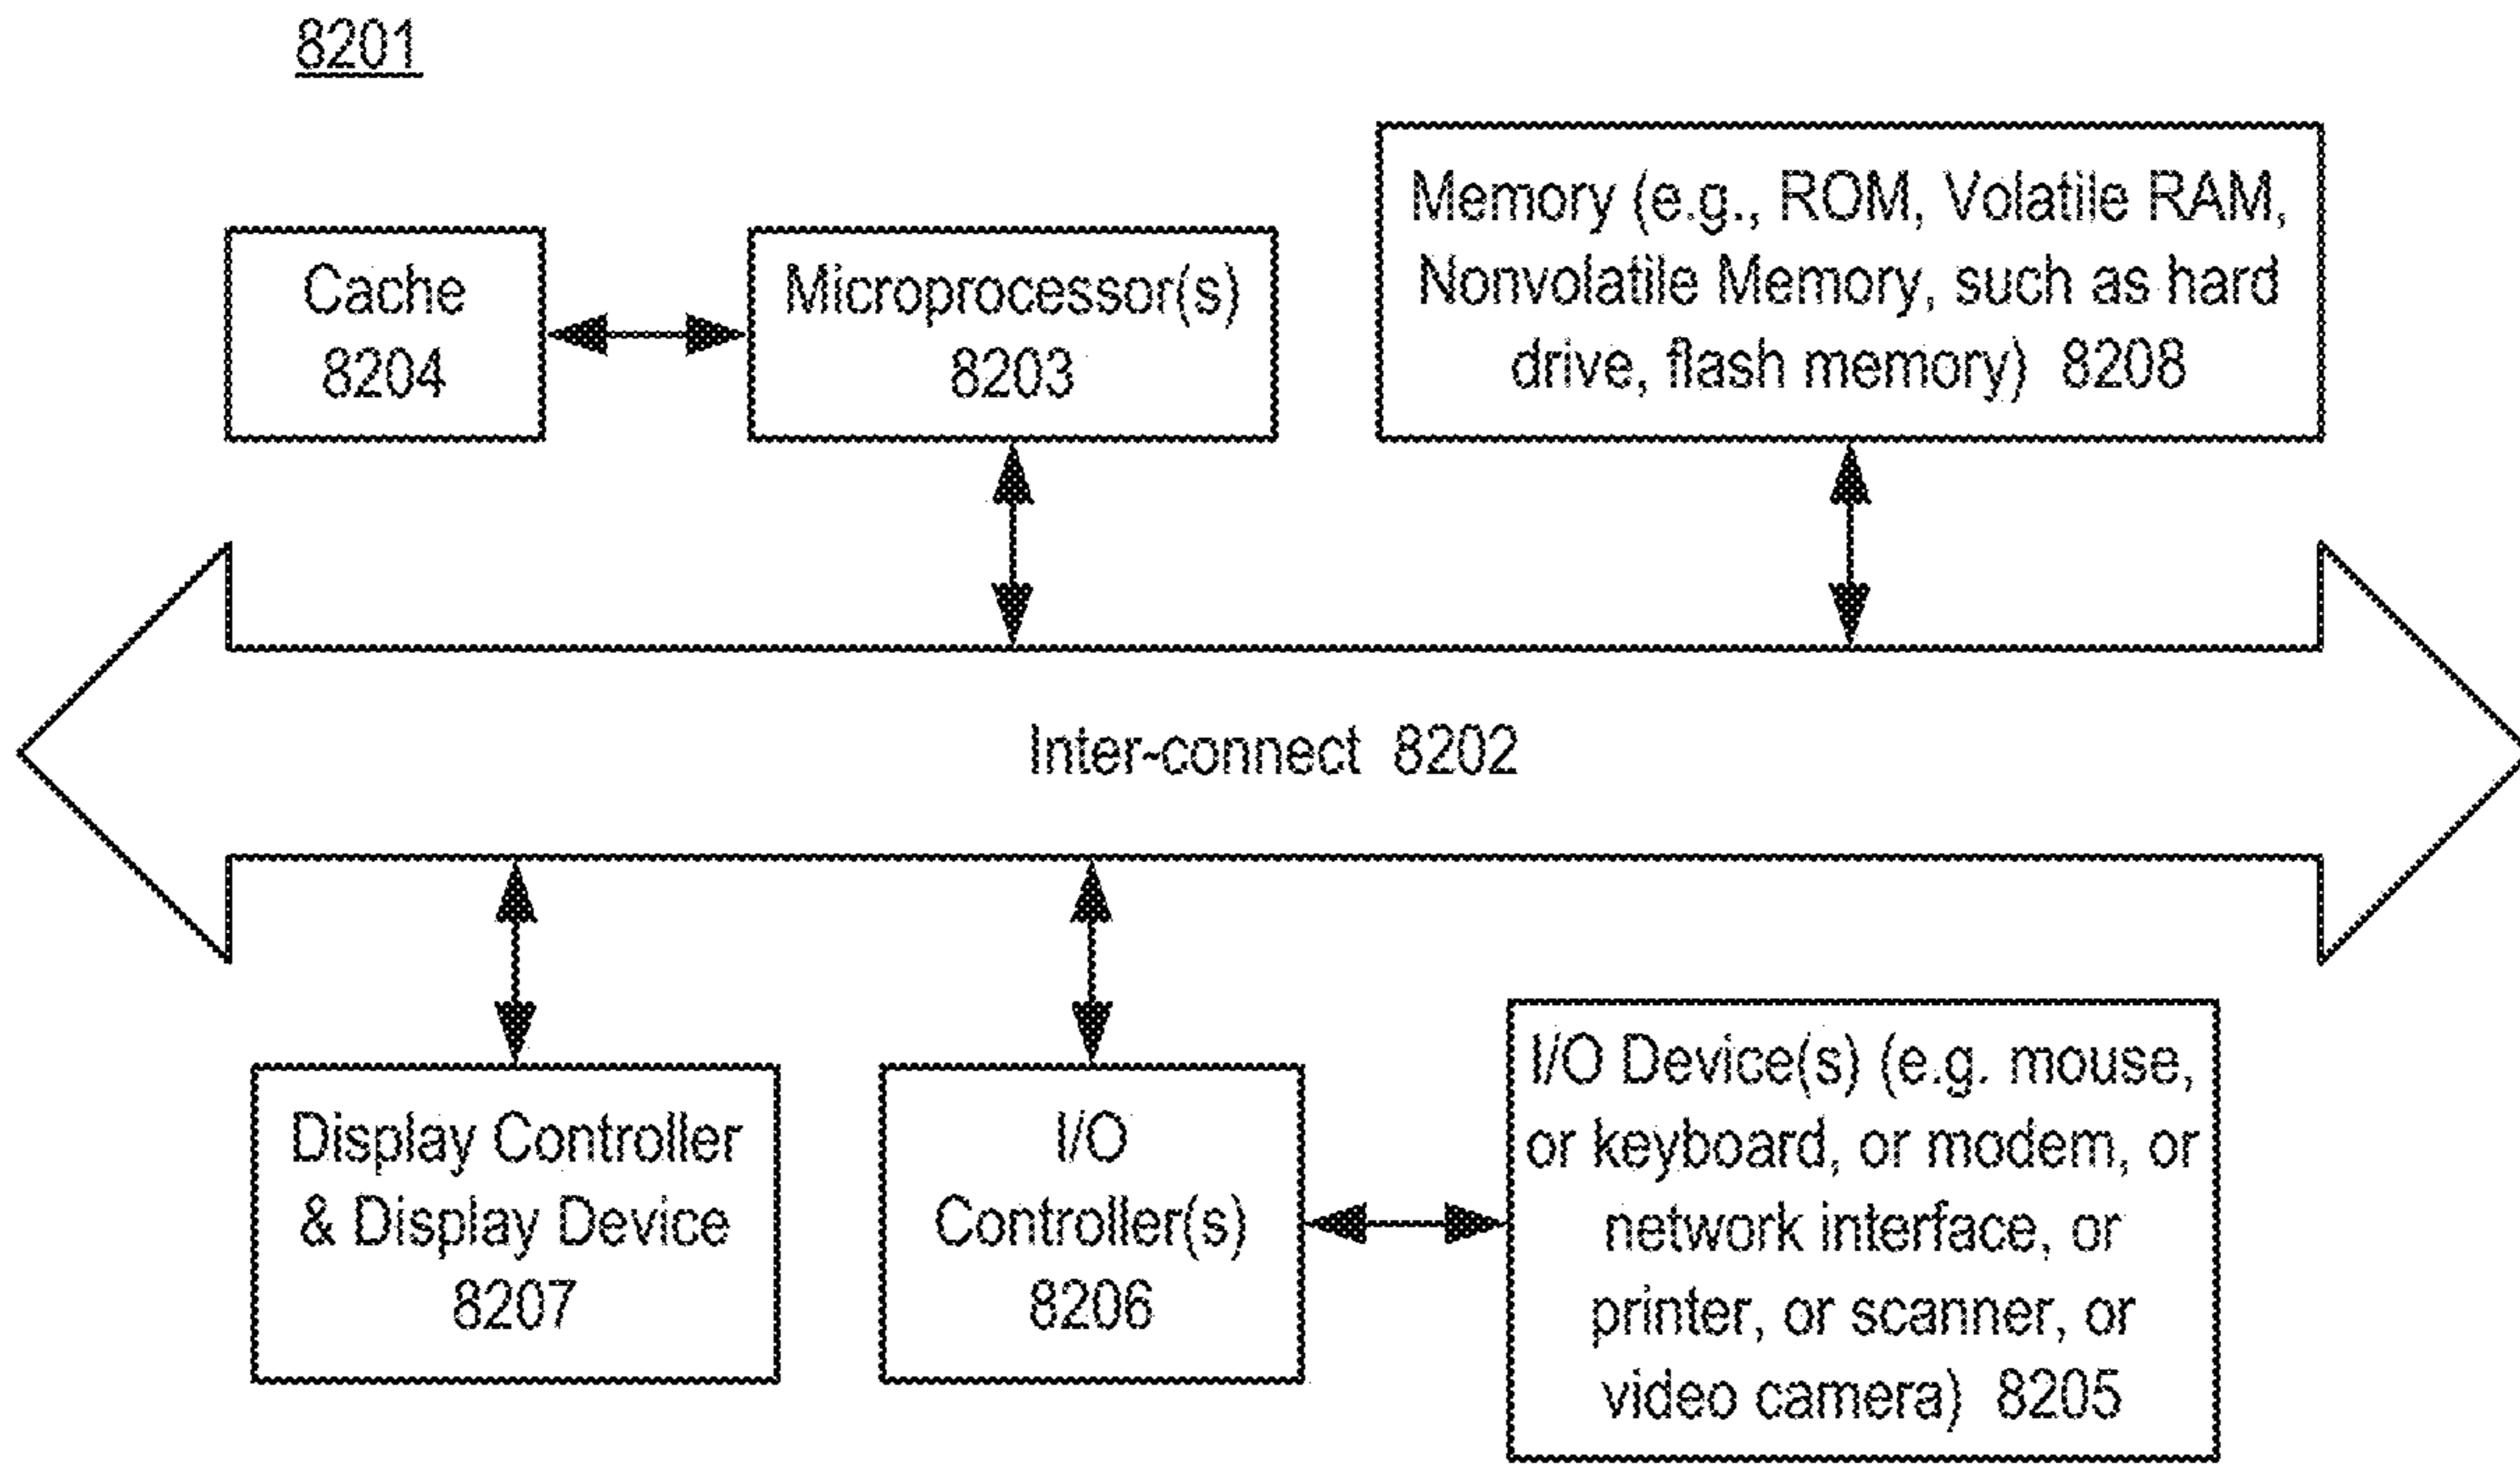 8201
Cache
8204
Microprocessor(s)
8203
Memory (e.g., ROM, Volatile RAM,
Nonvolatile Memory, such as hard
drive, flash memory) 8208
Inter-connect 8202
Display Controller
& Display Device
8207
I/O
Controller(s)
8206
I/O Device(s) (e.g. mouse,
or keyboard, or modem, or
network interface, or
printer, or scanner, or
video camera) 8205